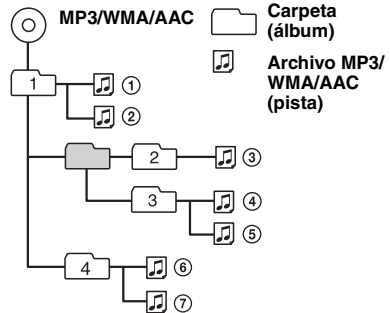 MP3/WMA/AAC
Carpeta
(álbum)
Archivo MP3/
WMA/AAC
(pista)
1
①
②
2
③
3
④
⑤
4
⑥
⑦